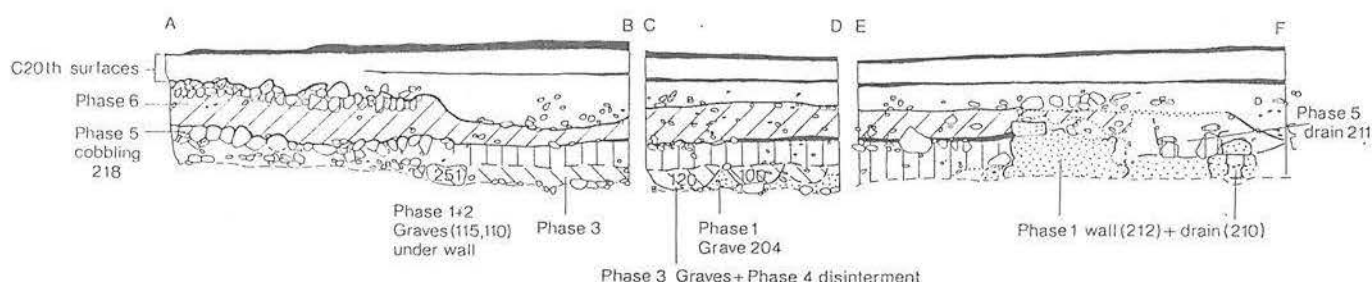 A B C D E F
C20th surfaces
Phase 6
Phase 5
cobbling
218
251
120
100
Phase 5
drain 211
Phase 1+2
Graves (115,110)
under wall
Phase 3
Phase 1
Grave 204
Phase 3 Graves + Phase 4 disinterment
Phase 1 wall (212) + drain (210)